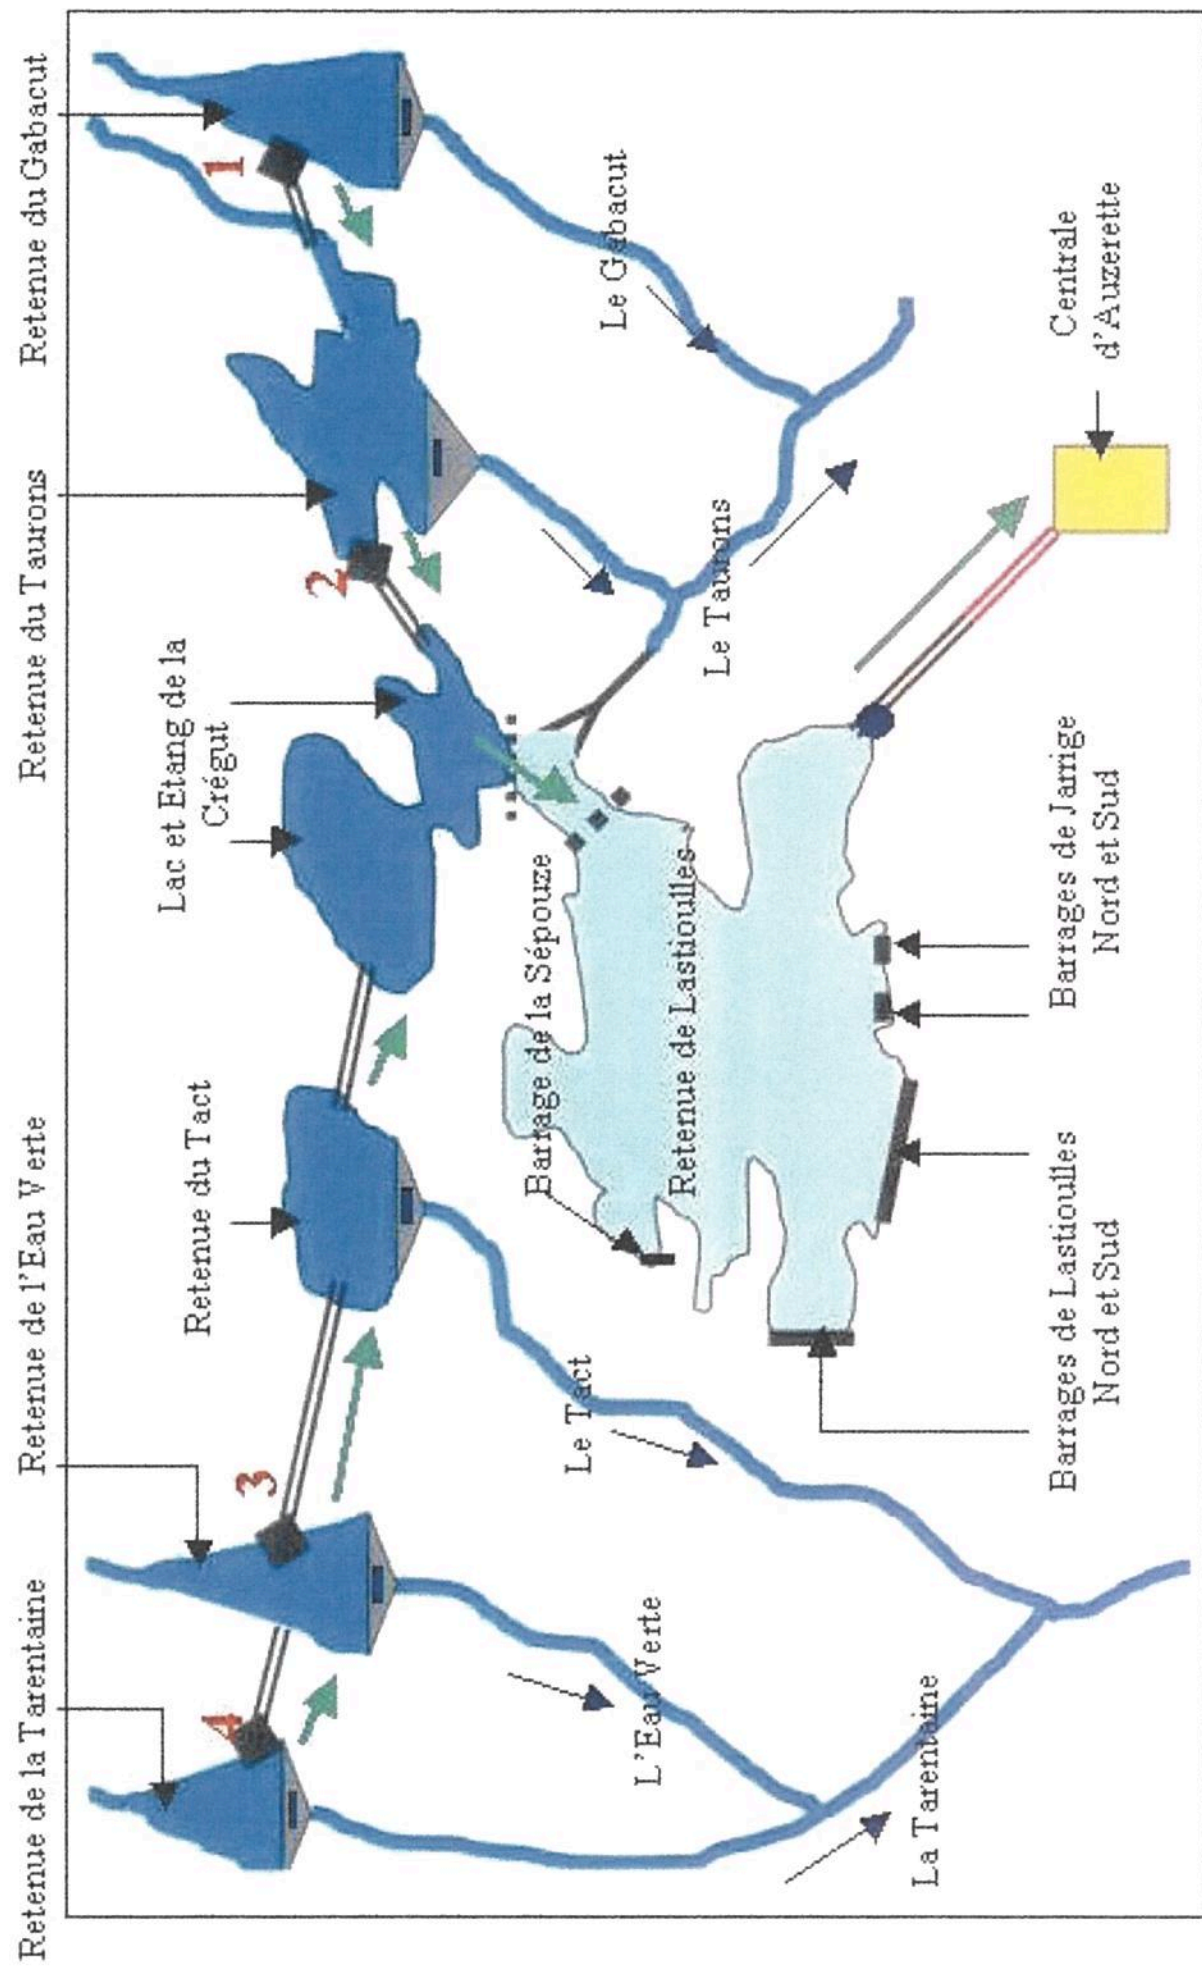 Retenue de la Tarentaine
Retenue de l'Eau Verte
Retenue du Taurons
Retenue du Gabacut
Retenue du Tact
Lac et Etang de la
Crégut
4
3
2
1
Barrage de la Sépouze
Retenue de Lastioulles
Le Tact
L'Eau Verte
La Tarentaine
Le Taurons
Le Gabacut
Barrages de Lastioulles
Nord et Sud
Barrages de Jarrige
Nord et Sud
Centrale
d'Auzerette